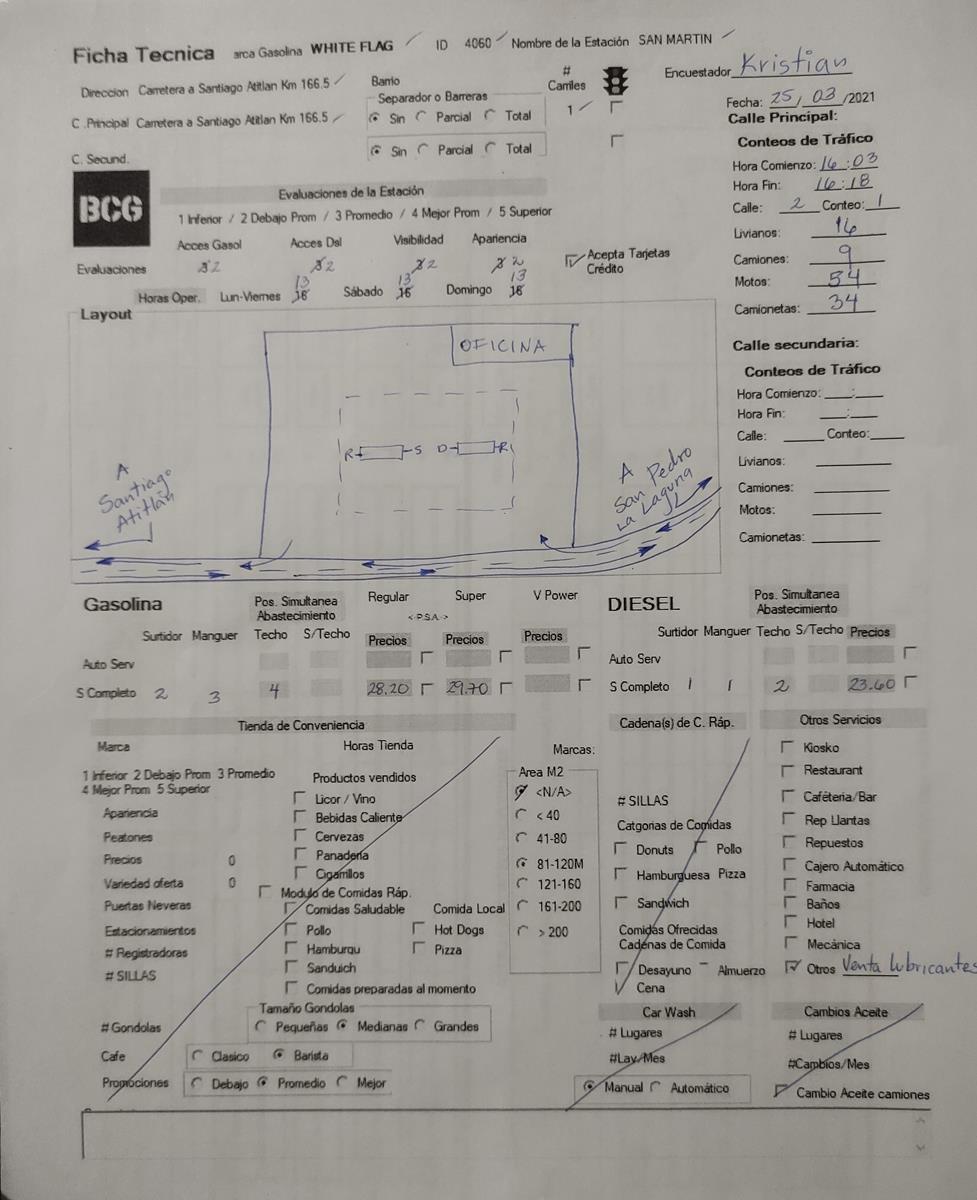 Ficha Tecnica arca Gasolina WHITE FLAG ID 4060 Nombre de la Estación SAN MARTIN
Encuestador Kristian
Direccion Carretera a Santiago Atitlan Km 166.5 Barrio # Carriles
Separador o Barreras
Fecha: 25/03/2021
C .Principal Carretera a Santiago Atitlan Km 166.5 Sin Parcial Total 1
Calle Principal:
C. Secund. Sin Parcial Total
Conteos de Tráfico
Hora Comienzo: 16:03
Hora Fin: 16:18
Calle: 2 Conteo: 1
Livianos: 16
Camiones: 9
Motos: 54
Camionetas: 34
BCG
Evaluaciones de la Estación
1 Inferior / 2 Debajo Prom / 3 Promedio / 4 Mejor Prom / 5 Superior
Acces Gasol Acces Dsl Visibilidad Apariencia
Evaluaciones 2 2 2 2 Acepta Tarjetas Crédito
Horas Oper. Lun-Viernes 13 Sábado 13 Domingo 13
Calle secundaria:
Conteos de Tráfico
Hora Comienzo: __:__
Hora Fin: __:__
Calle: Conteo:
Livianos:
Camiones:
Motos:
Camionetas:
Layout
OFICINA
R S D R
A Santiago Atitlán
A San Pedro La Laguna
Gasolina Pos. Simultanea Abastecimiento Regular Super V Power
< P.S.A. >
Surtidor Manguer Techo S/Techo Precios Precios Precios
Auto Serv
S Completo 2 3 4 28.20 29.70
DIESEL Pos. Simultanea Abastecimiento
Surtidor Manguer Techo S/Techo Precios
Auto Serv
S Completo 1 1 2 23.60
Tienda de Conveniencia
Marca Horas Tienda
1 Inferior 2 Debajo Prom 3 Promedio
4 Mejor Prom 5 Superior
Apariencia
Peatones
Precios 0
Variedad oferta 0
Puertas Neveras
Estacionamientos
# Registradoras
# SILLAS
# Gondolas
Cafe Clasico Barista
Promociones Debajo Promedio Mejor
Productos vendidos
Licor / Vino
Bebidas Caliente
Cervezas
Panadería
Cigarrillos
Modulo de Comidas Ráp.
Comidas Saludable Comida Local
Pollo Hot Dogs
Hamburqu Pizza
Sanduich
Comidas preparadas al momento
Tamaño Gondolas
Pequeñas Medianas Grandes
Marcas:
Area M2
<N/A>
< 40
41-80
81-120M
121-160
161-200
> 200
Cadena(s) de C. Ráp.
# SILLAS
Catgorias de Comidas
Donuts Pollo
Hamburguesa Pizza
Sandwich
Comidas Ofrecidas
Cadenas de Comida
Desayuno Almuerzo
Cena
Car Wash
# Lugares
#Lav/Mes
Manual Automático
Otros Servicios
Kiosko
Restaurant
Caféteria/Bar
Rep Llantas
Repuestos
Cajero Automático
Farmacia
Baños
Hotel
Mecánica
Otros Venta lubricantes
Cambios Aceite
# Lugares
#Cambios/Mes
Cambio Aceite camiones